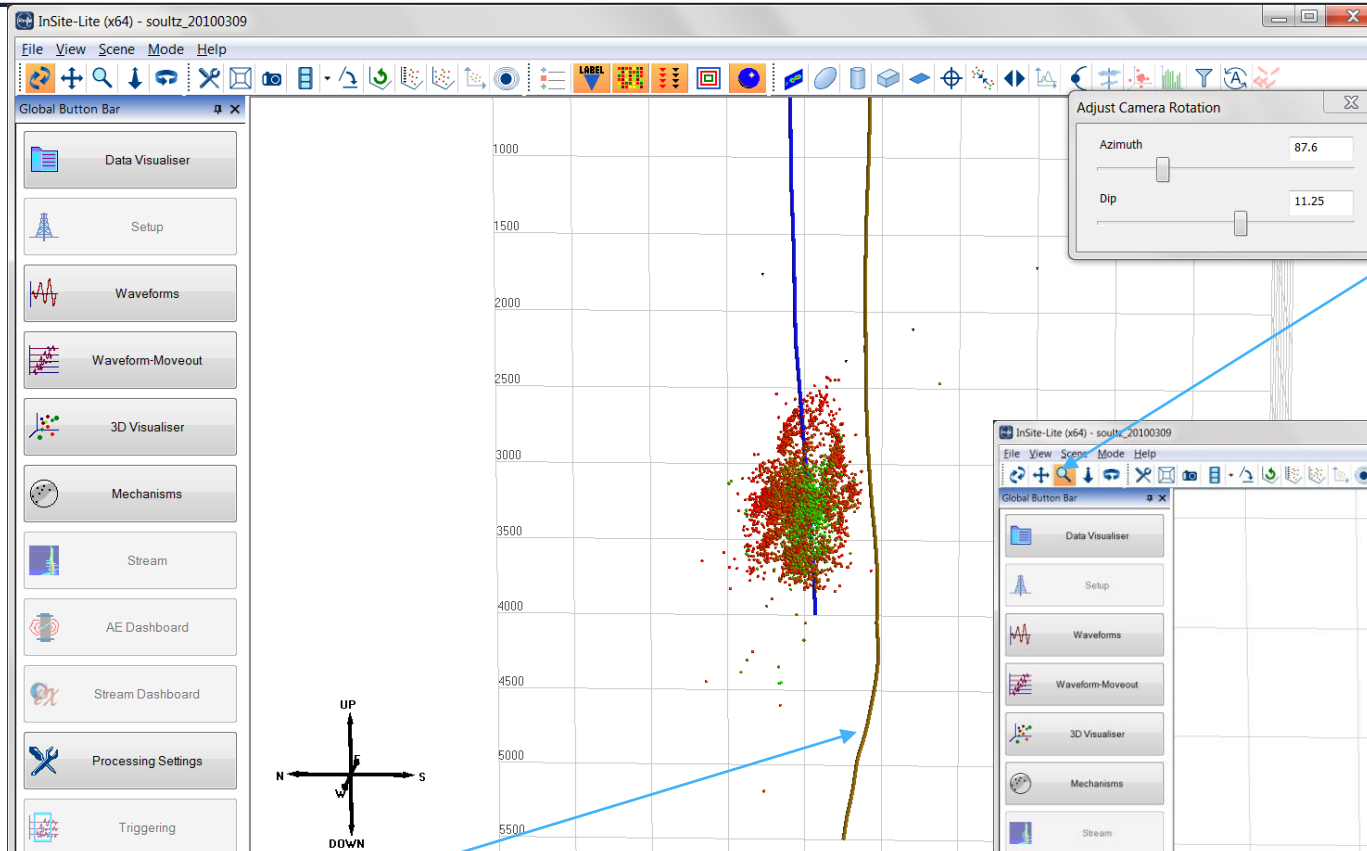 InSite-Lite (x64) - soultz_20100309
File View Scene Mode Help
LABEL
Global Button Bar
Data Visualiser
Setup
Waveforms
Waveform-Moveout
3D Visualiser
Mechanisms
Stream
AE Dashboard
Stream Dashboard
Processing Settings
Triggering
1000
1500
2000
2500
3000
3500
4000
4500
5000
5500
UP
N
S
E
W
DOWN
Adjust Camera Rotation
Azimuth
87.6
Dip
11.25
InSite-Lite (x64) - soultz_20100309
File View Scene Mode Help
Global Button Bar
Data Visualiser
Setup
Waveforms
Waveform-Moveout
3D Visualiser
Mechanisms
Stream